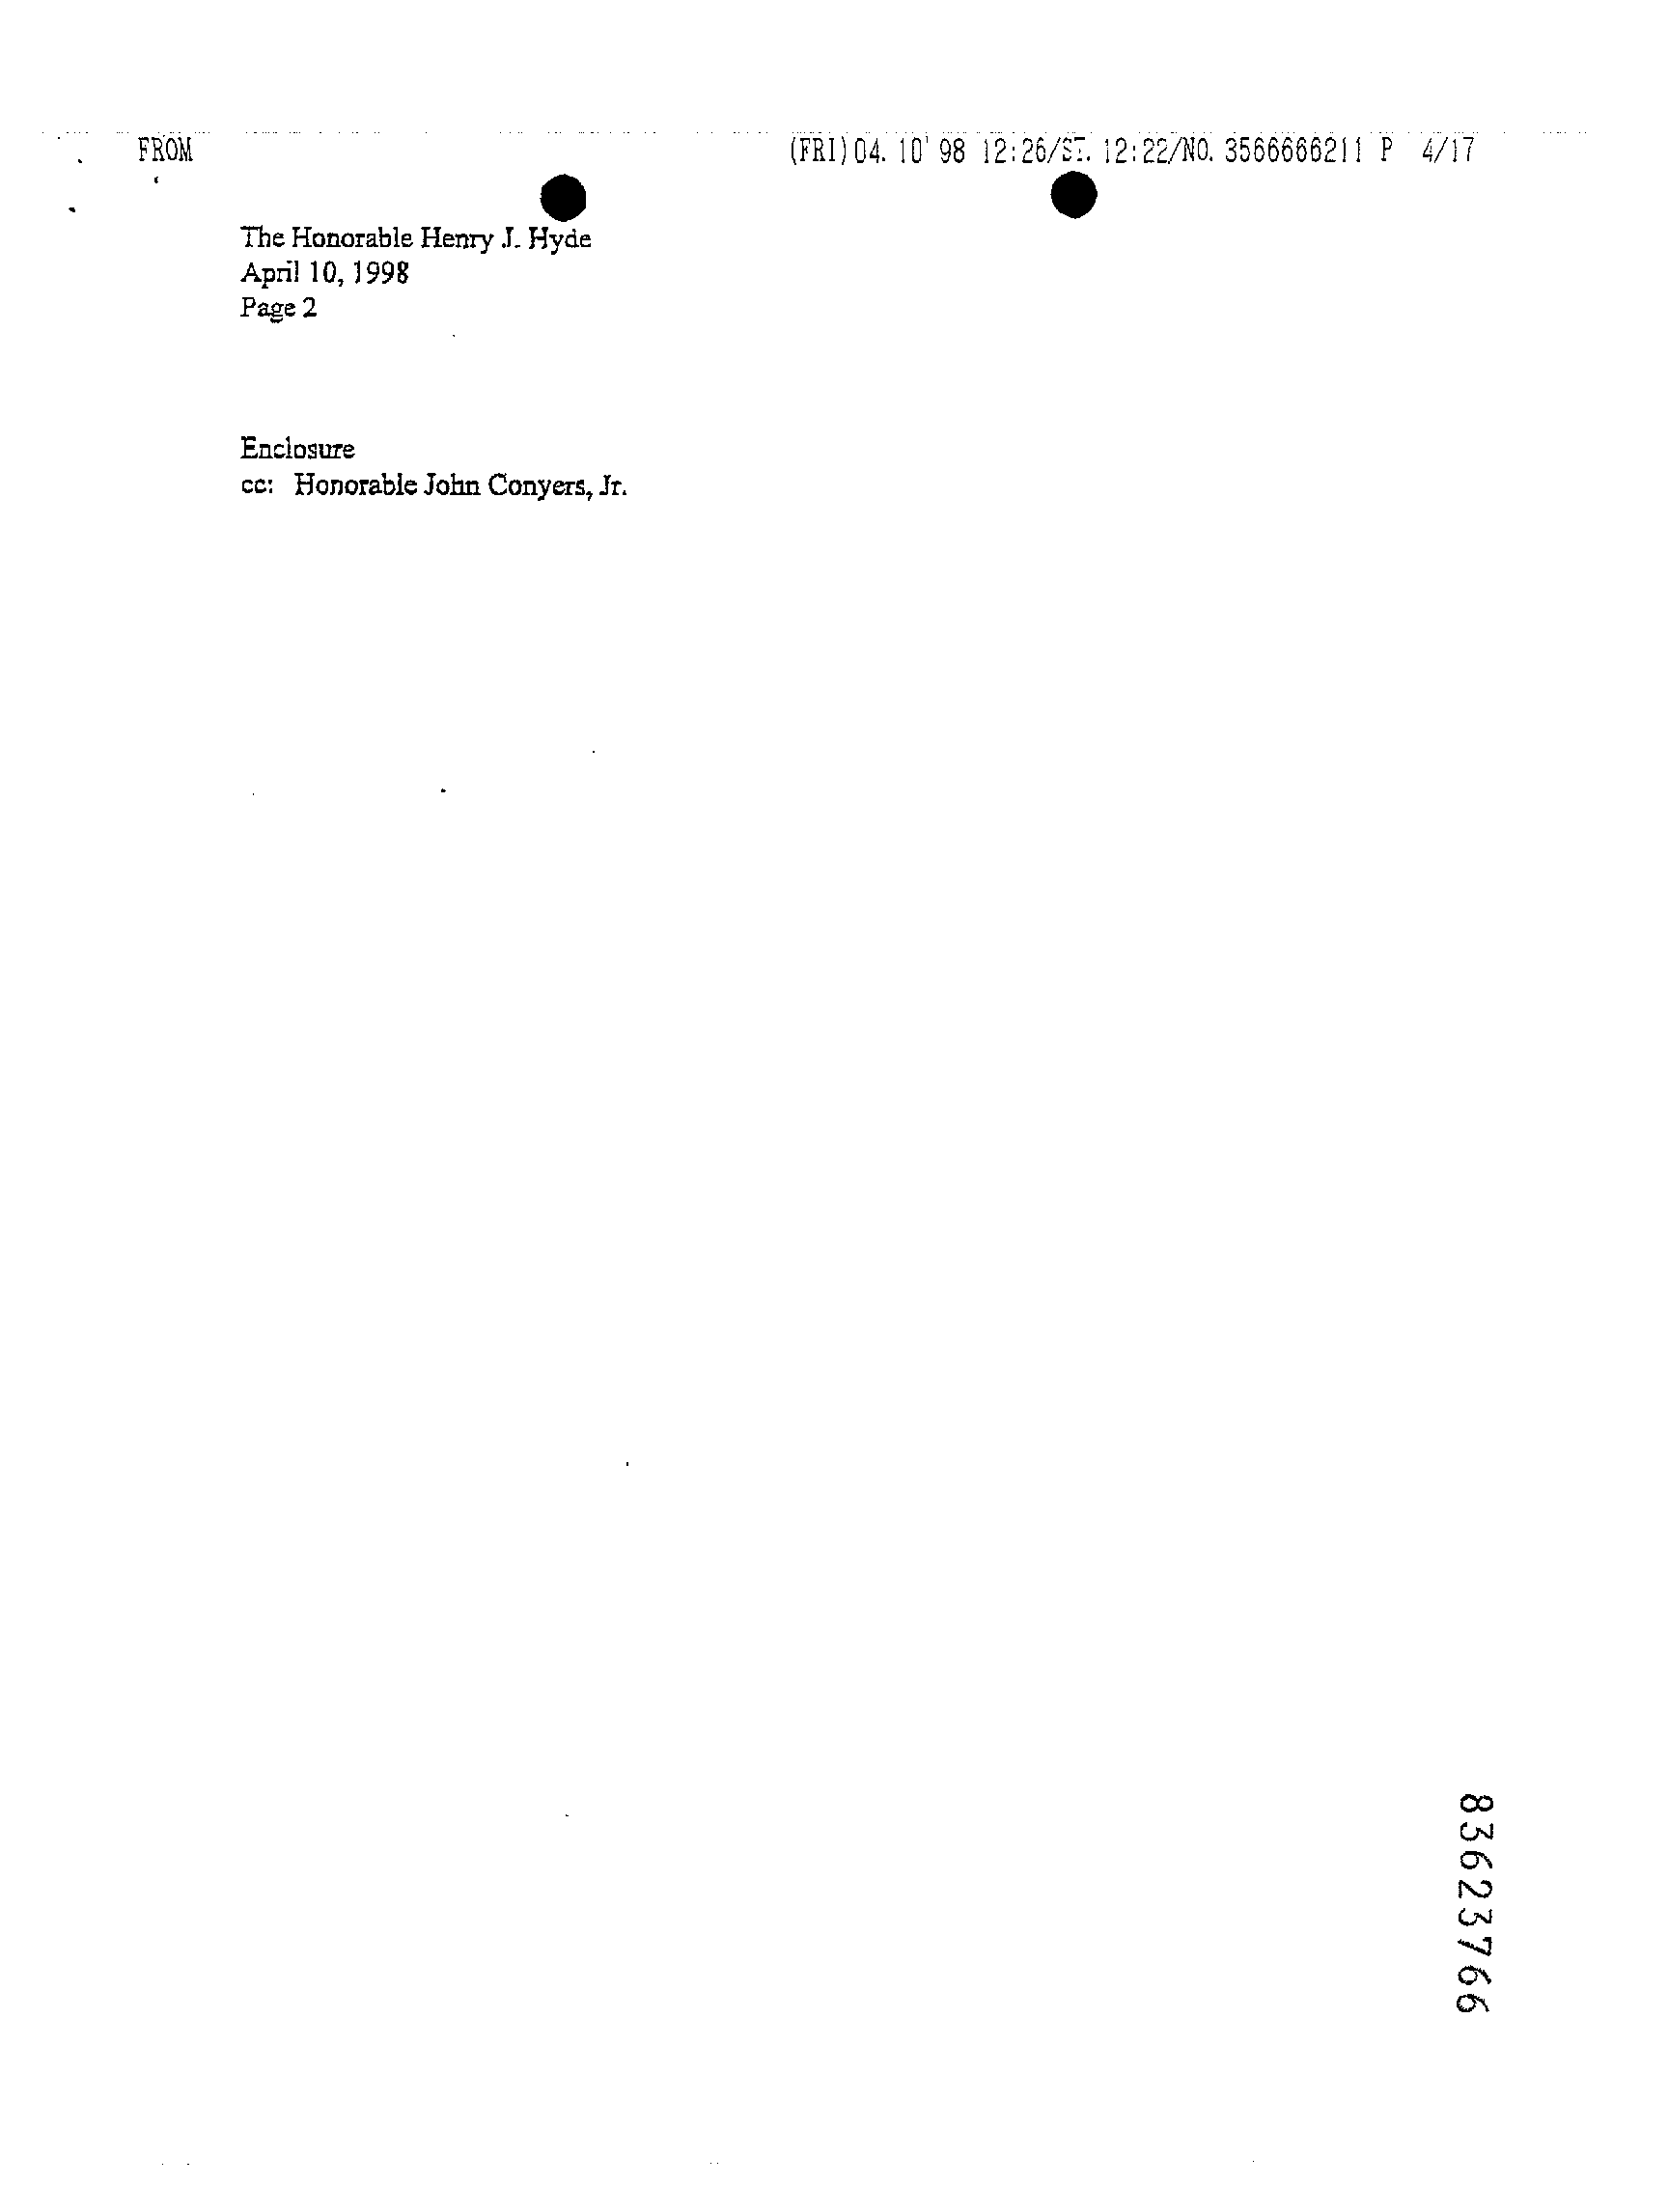 FROM (FRI)04. 10' 98 12:26/ST. 12:22/NO. 3566666211 P 4/17
The Honorable Henry J. Hyde
April 10, 1998
Page 2
Enclosure
cc: Honorable John Conyers, Jr.
83623766